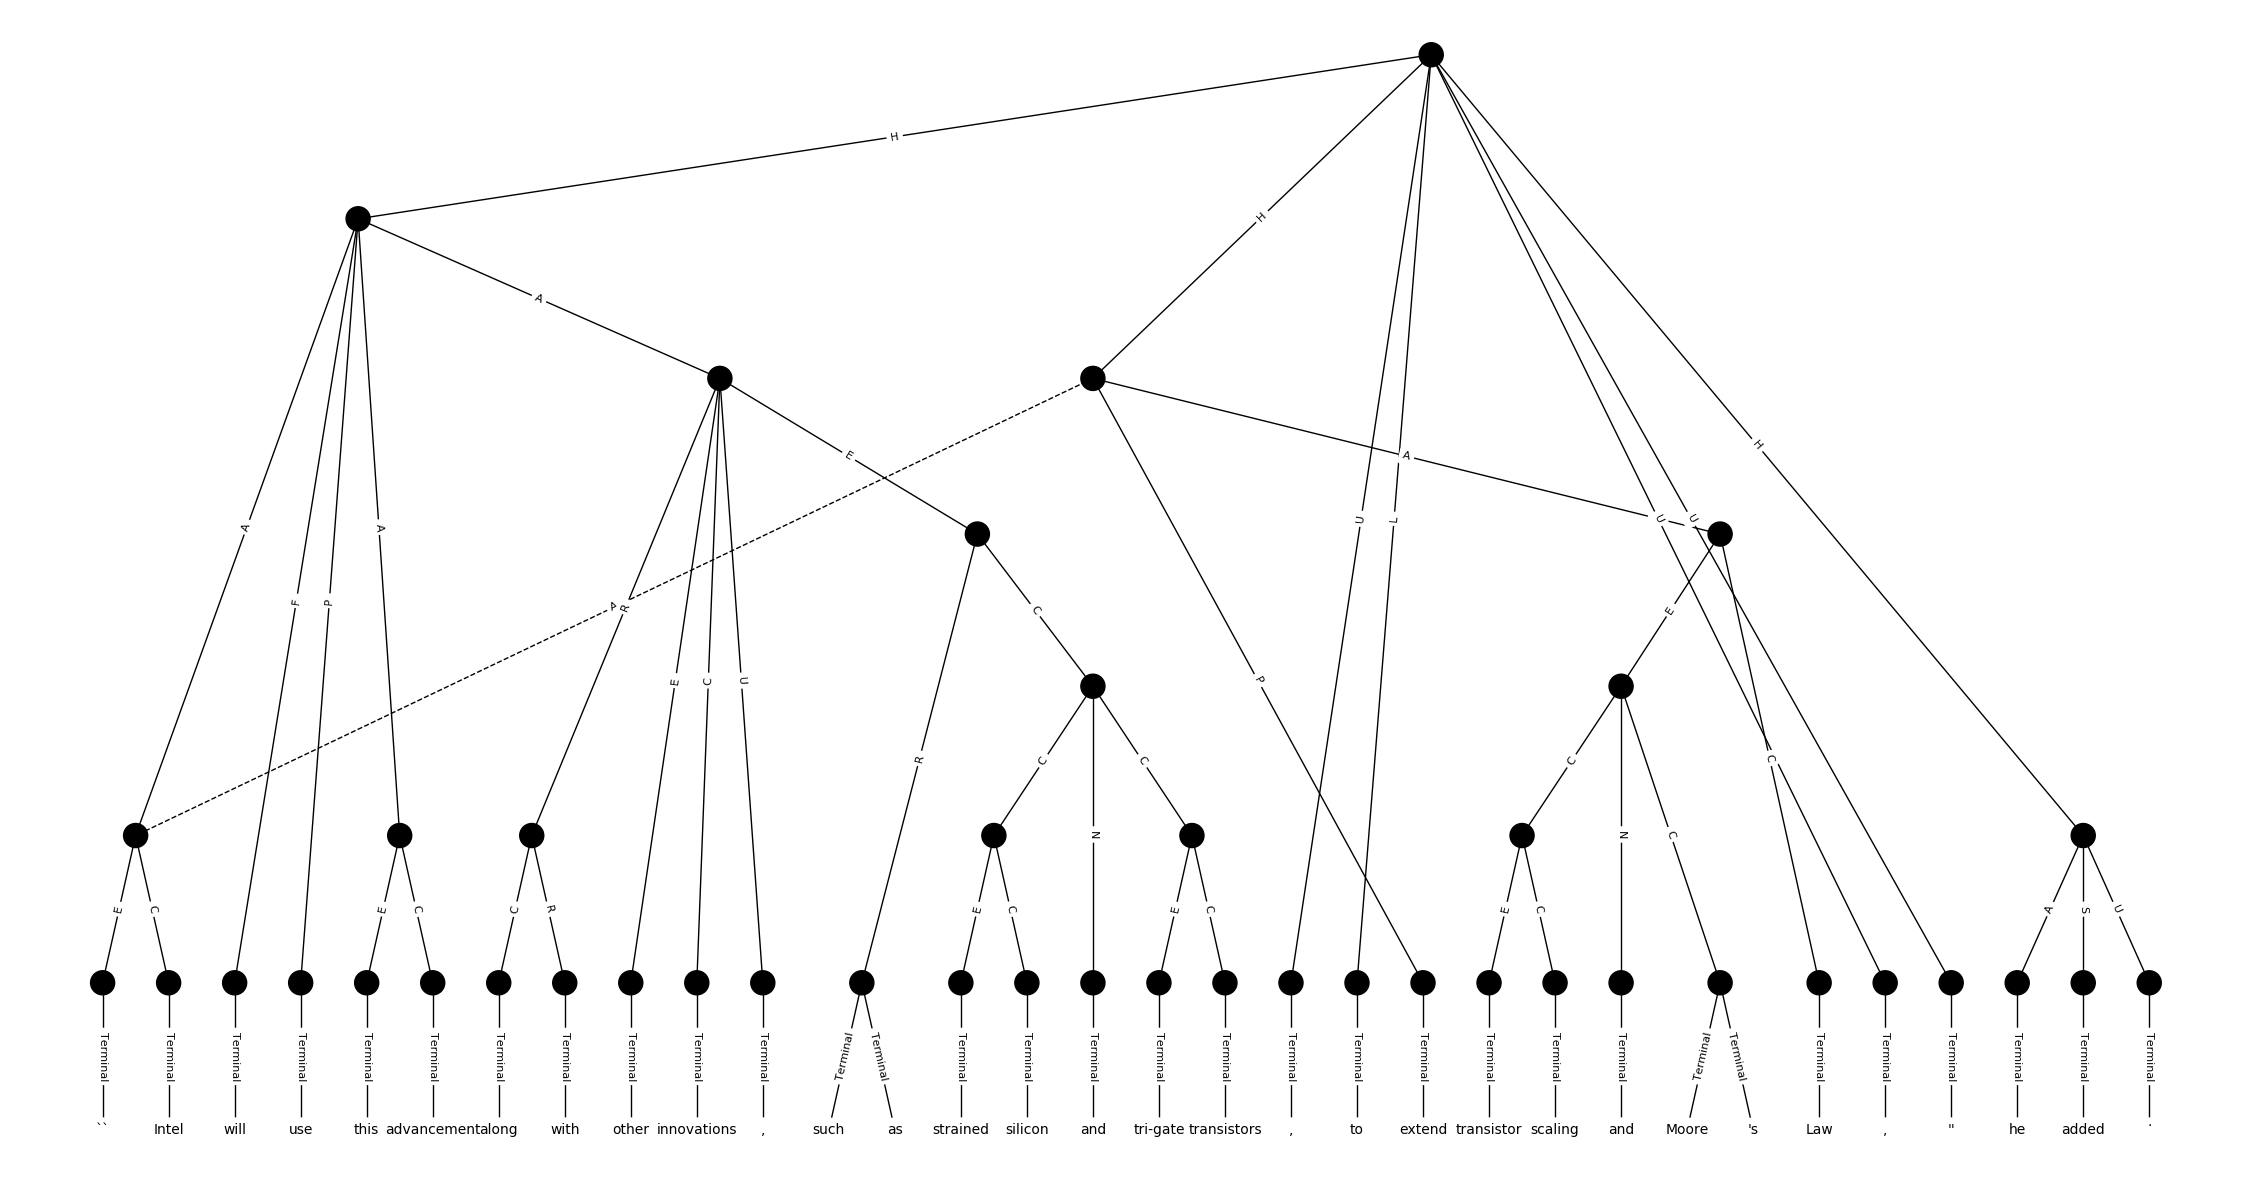 H
H
A
U L A U U H
E
A A
F P A R C E
E C U P
R C C C
N N C
E C E C C R E C E C E C A S U
Terminal Terminal Terminal Terminal Terminal Terminal Terminal Terminal Terminal Terminal Terminal Terminal Terminal Terminal Terminal Terminal Terminal Terminal Terminal Terminal Terminal Terminal Terminal Terminal Terminal Terminal Terminal Terminal Terminal Terminal Terminal Terminal
`` Intel will use this advancement along with other innovations , such as strained silicon and tri-gate transistors , to extend transistor scaling and Moore 's Law , " he added .